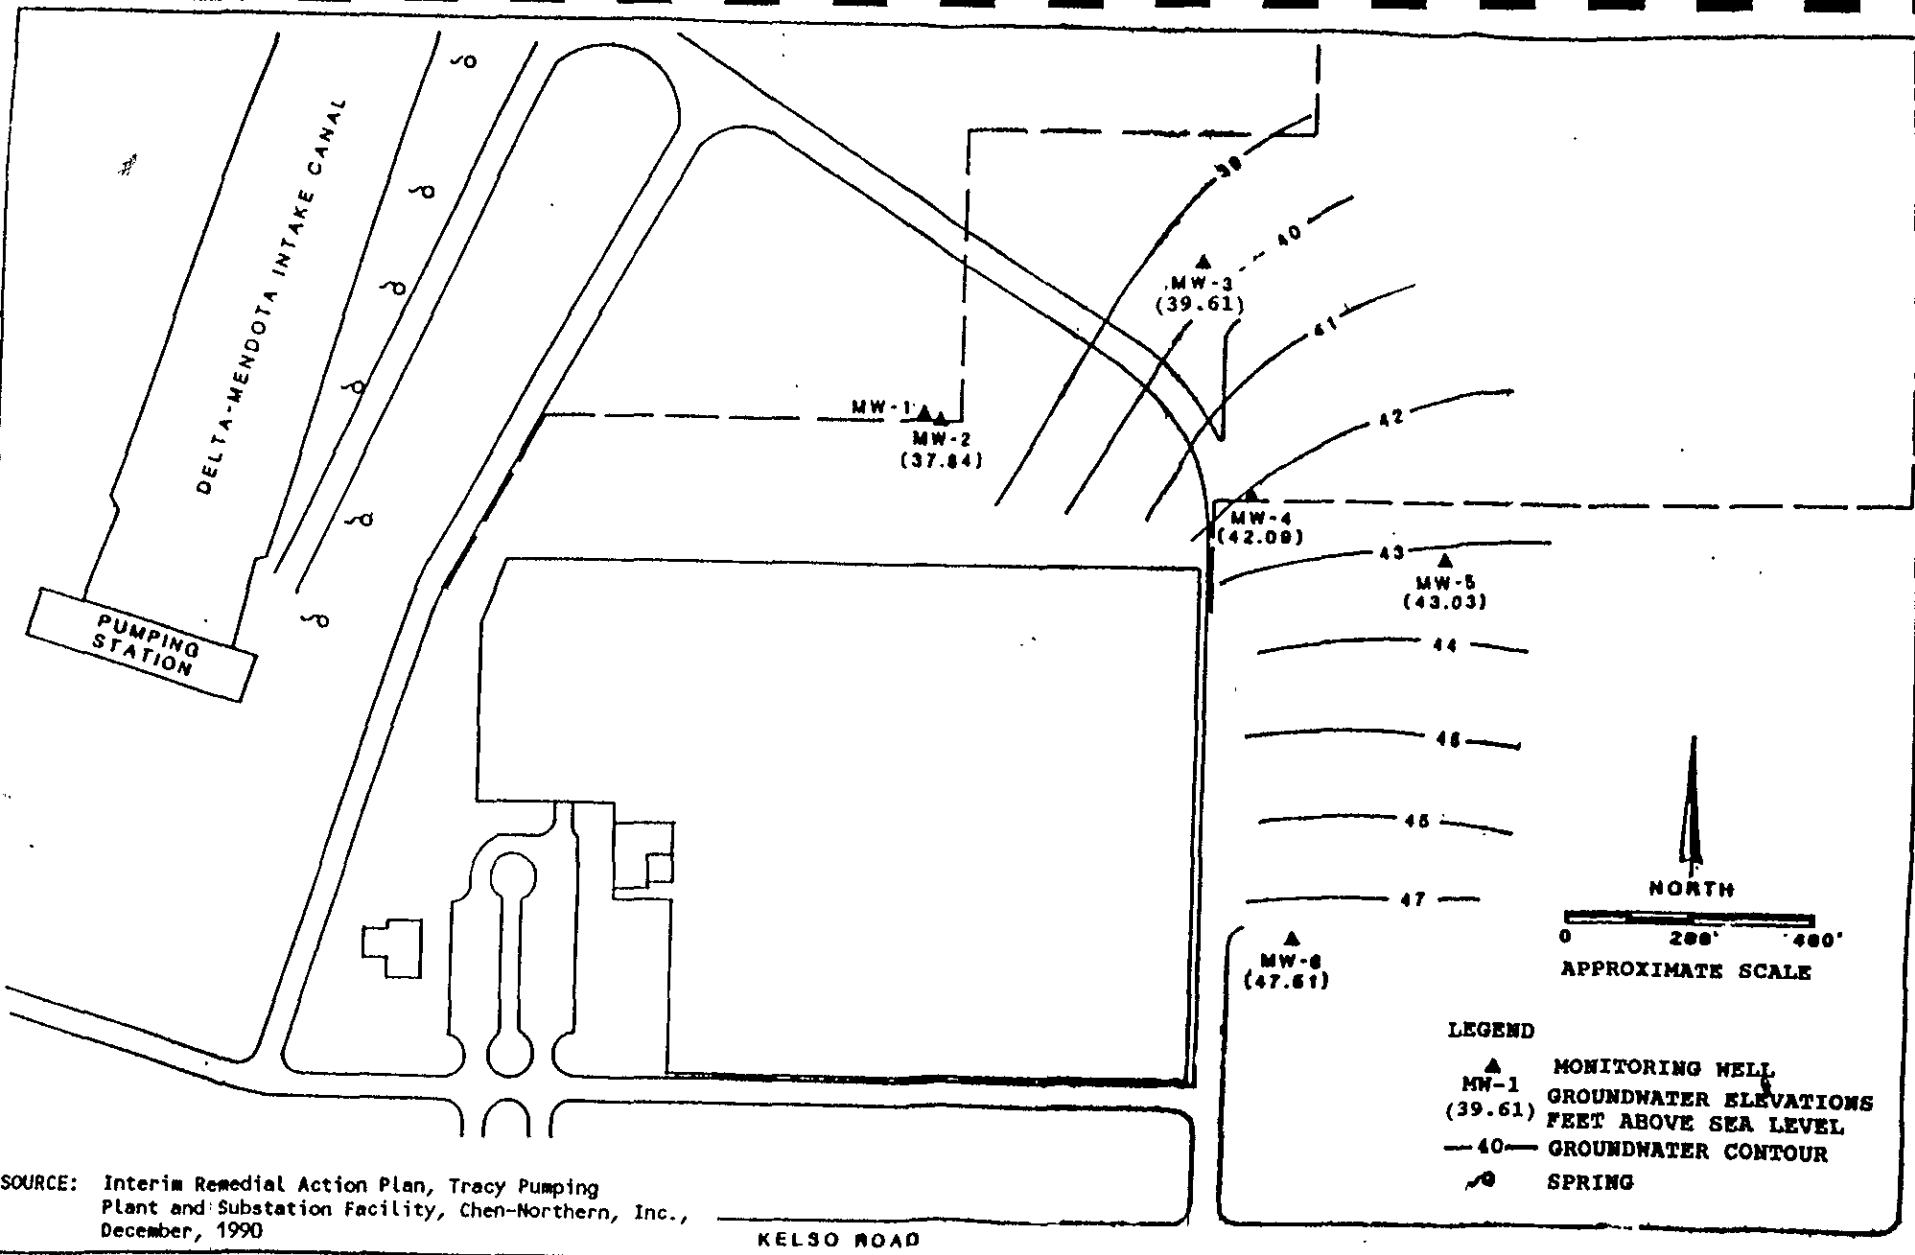 DELTA-MENDOTA INTAKE CANAL
PUMPING
STATION
39
40
41
42
43
44
46
45
47
MW-1
MW-2
(37.84)
MW-3
(39.61)
MW-4
(42.09)
MW-5
(43.03)
MW-6
(47.61)
NORTH
0 200' 400'
APPROXIMATE SCALE
LEGEND
MONITORING WELL
MW-1
(39.61)
GROUNDWATER ELEVATIONS
FEET ABOVE SEA LEVEL
40 GROUNDWATER CONTOUR
SPRING
SOURCE: Interim Remedial Action Plan, Tracy Pumping
Plant and Substation Facility, Chen-Northern, Inc.,
December, 1990
KELSO ROAD